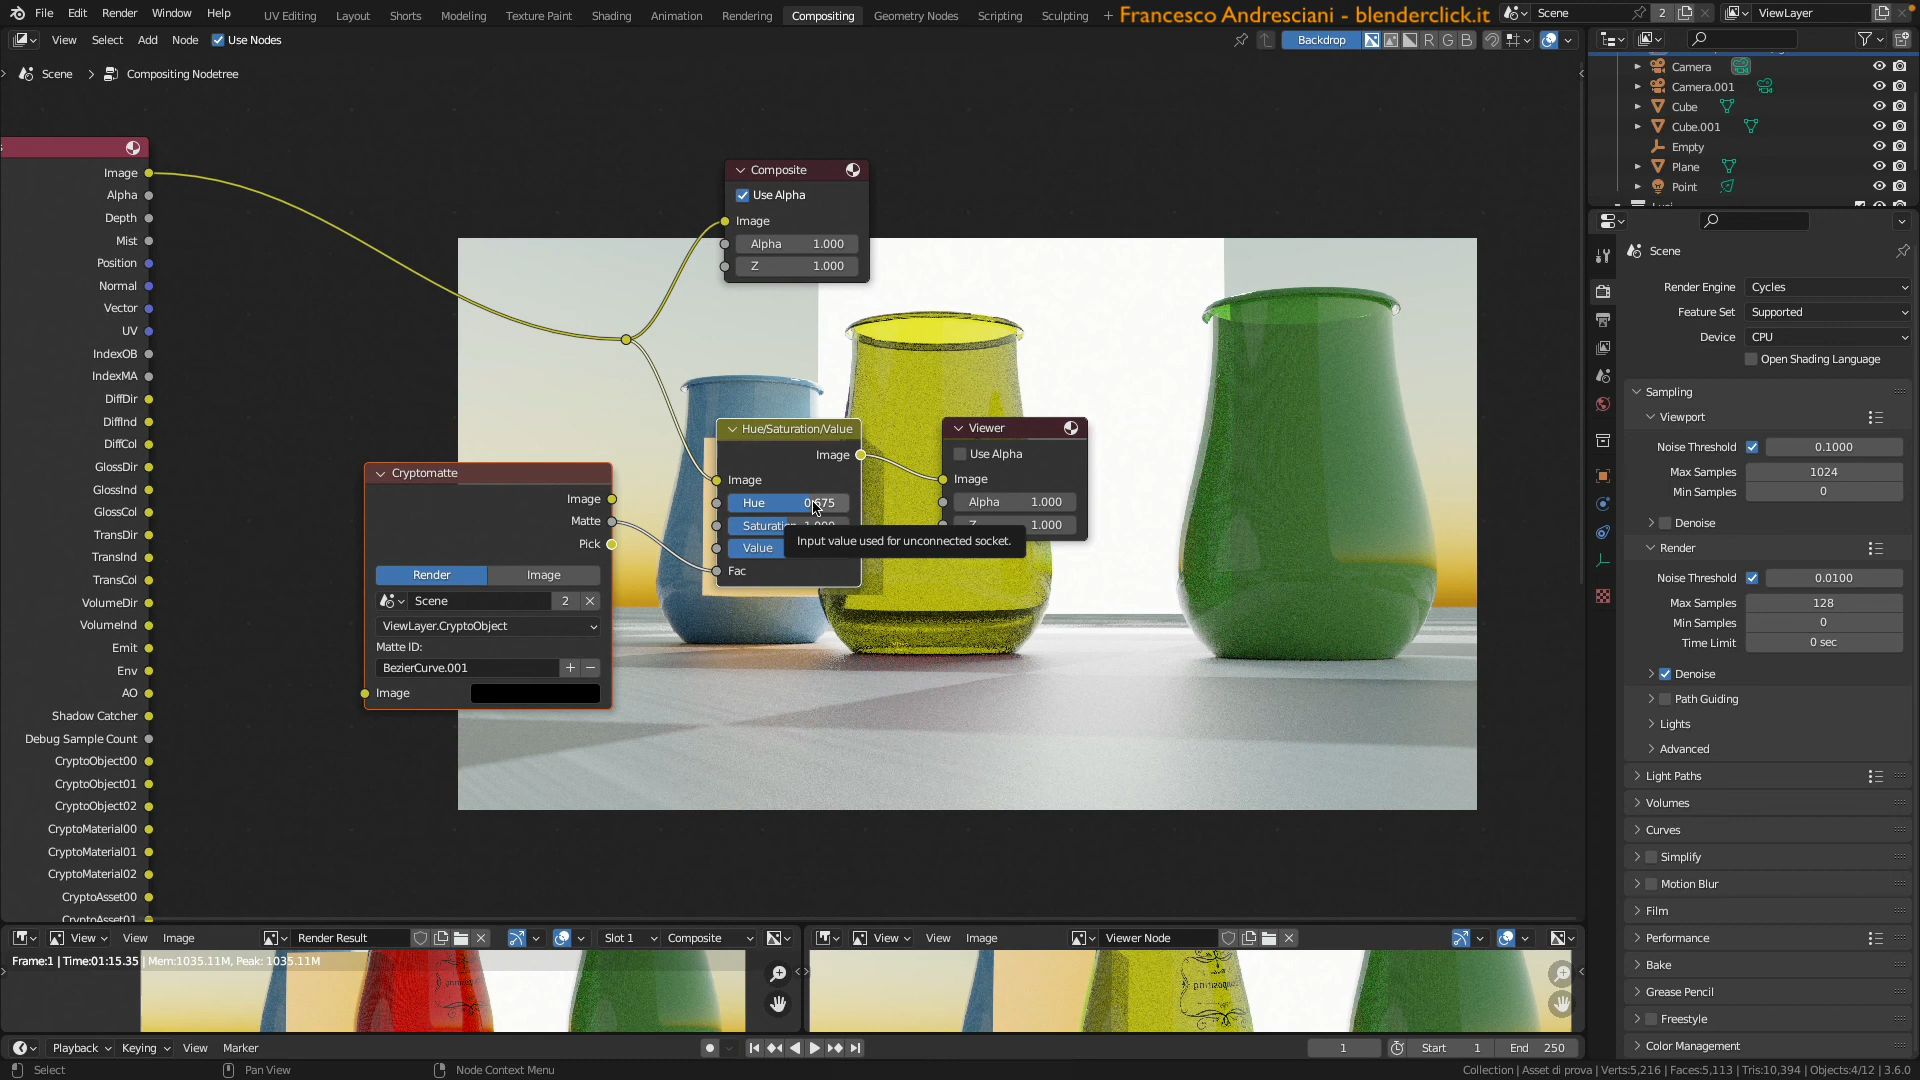 File Edit Render Window Help UV Editing Layout Shorts Modeling Texture Paint Shading Animation Rendering Compositing Geometry Nodes Scripting Sculpting + Francesco Andresciani - blenderclick.it Scene 2 ViewLayer
View Select Add Node Use Nodes Backdrop R G B
Scene > Compositing Nodetree
Camera
Camera.001
Cube
Cube.001
Empty
Plane
Point
Image
Alpha
Depth
Mist
Position
Normal
Vector
UV
IndexOB
IndexMA
DiffDir
DiffInd
DiffCol
GlossDir
GlossInd
GlossCol
TransDir
TransInd
TransCol
VolumeDir
VolumeInd
Emit
Env
AO
Shadow Catcher
Debug Sample Count
CryptoObject00
CryptoObject01
CryptoObject02
CryptoMaterial00
CryptoMaterial01
CryptoMaterial02
CryptoAsset00
CryptoAsset01
Composite
Use Alpha
Image
Alpha 1.000
Z 1.000
Cryptomatte
Image
Matte
Pick
Render Image
Scene 2
ViewLayer.CryptoObject
Matte ID:
BezierCurve.001
Image
Hue/Saturation/Value
Image
Image
Hue 0.675
Saturation 1.000
Value
Fac
Input value used for unconnected socket.
Viewer
Use Alpha
Image
Alpha 1.000
Z 1.000
Scene
Render Engine Cycles
Feature Set Supported
Device CPU
Open Shading Language
Sampling
Viewport
Noise Threshold 0.1000
Max Samples 1024
Min Samples 0
Denoise
Render
Noise Threshold 0.0100
Max Samples 128
Min Samples 0
Time Limit 0 sec
Denoise
Path Guiding
Lights
Advanced
Light Paths
Volumes
Curves
Simplify
Motion Blur
Film
Performance
Bake
Grease Pencil
Freestyle
Color Management
View View Image Render Result Slot 1 Composite
Frame:1 | Time:01:15.35 | Mem:1035.11M, Peak: 1035.11M
View View Image Viewer Node
Playback Keying View Marker 1 Start 1 End 250
Select Pan View Node Context Menu Collection | Asset di prova | Verts:5,216 | Faces:5,113 | Tris:10,394 | Objects:4/12 | 3.6.0